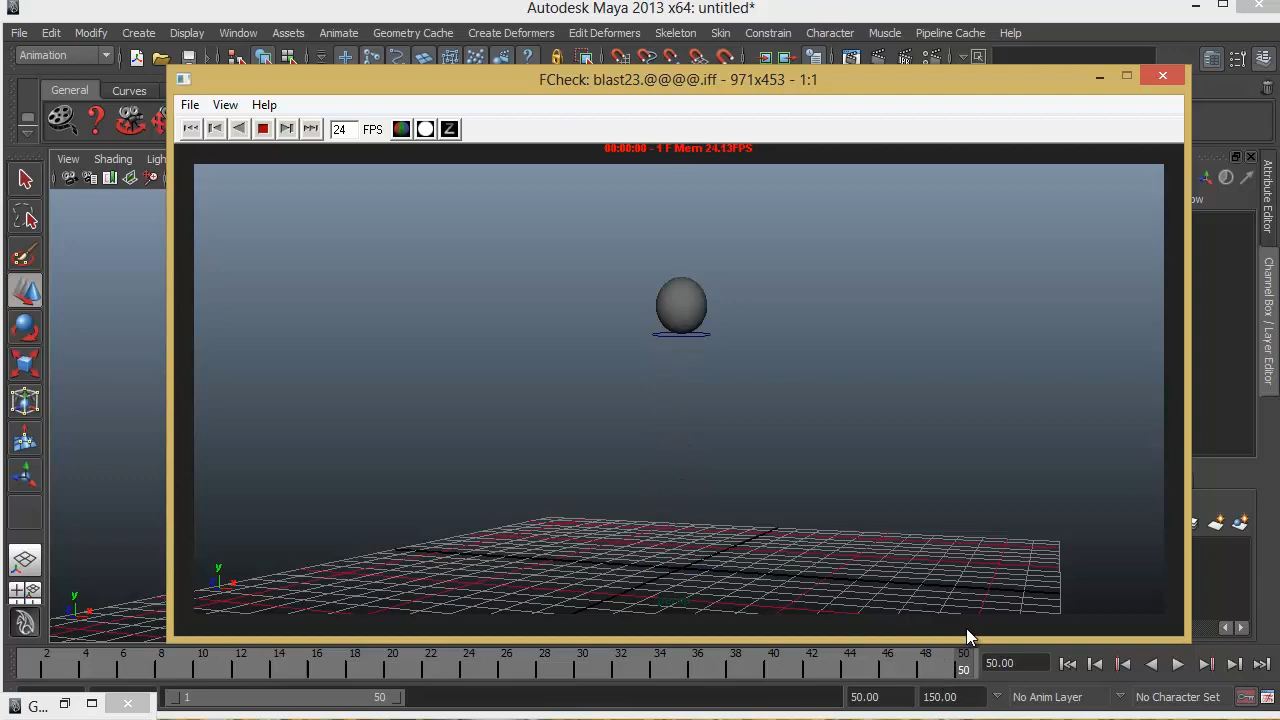 Autodesk Maya 2013 x64: untitled*
File Edit Modify Create Display Window Assets Animate Geometry Cache Create Deformers Edit Deformers Skeleton Skin Constrain Character Muscle Pipeline Cache Help
Animation
FCheck: blast23.@@@@.iff - 971x453 - 1:1
General Curves
File View Help
24 FPS Z
00:00:00 - 1 F Mem 24.13FPS
View Shading Ligh
Attribute Editor
ow
Channel Box / Layer Editor
y
x
y
x
2 4 6 8 10 12 14 16 18 20 22 24 26 28 30 32 34 36 38 40 42 44 46 48 50
50
50.00
G...
1 50
50.00 150.00 No Anim Layer No Character Set